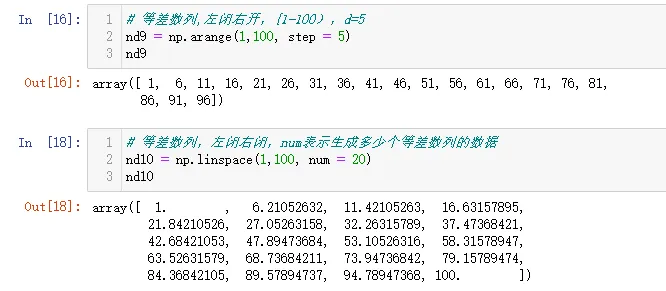 In [16]:
1 # 等差数列,左闭右开, [1-100), d=5
2 nd9 = np.arange(1,100, step = 5)
3 nd9
Out[16]: array([ 1, 6, 11, 16, 21, 26, 31, 36, 41, 46, 51, 56, 61, 66, 71, 76, 81,
86, 91, 96])
In [18]:
1 # 等差数列, 左闭右闭, num表示生成多少个等差数列的数据
2 nd10 = np.linspace(1,100, num = 20)
3 nd10
Out[18]: array([ 1. , 6.21052632, 11.42105263, 16.63157895,
21.84210526, 27.05263158, 32.26315789, 37.47368421,
42.68421053, 47.89473684, 53.10526316, 58.31578947,
63.52631579, 68.73684211, 73.94736842, 79.15789474,
84.36842105, 89.57894737, 94.78947368, 100. ])